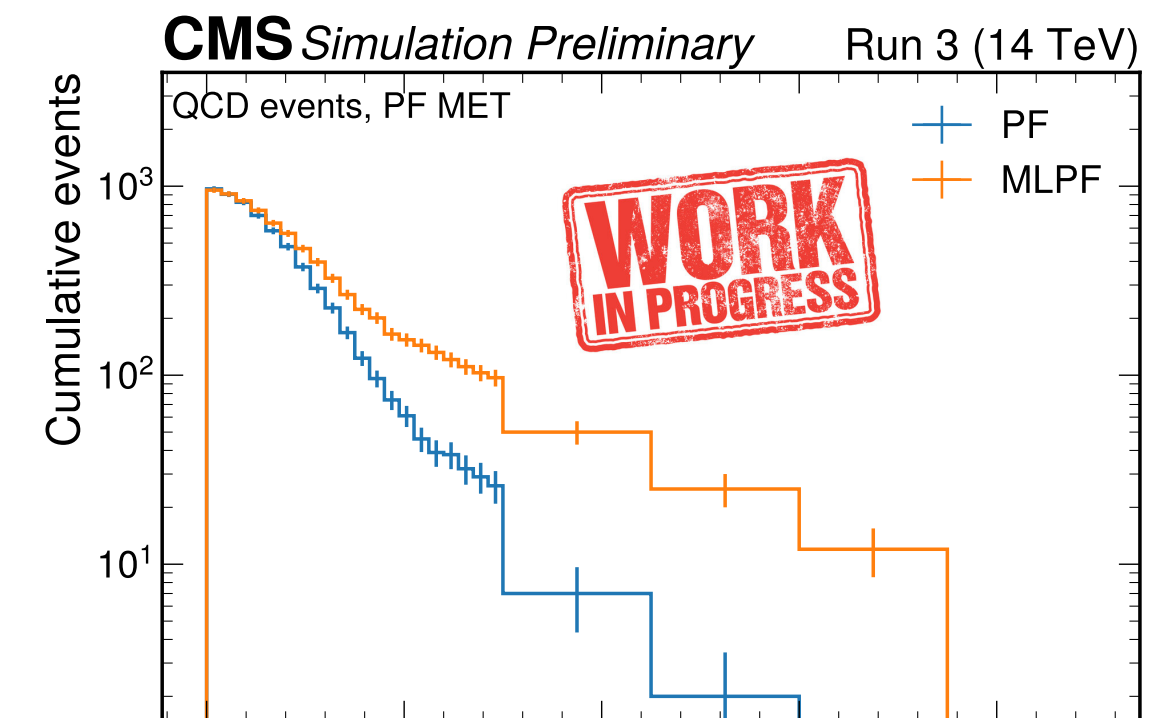 CMS Simulation Preliminary Run 3 (14 TeV)
QCD events, PF MET
PF
MLPF
WORK
IN PROGRESS
Cumulative events
10³
10²
10¹